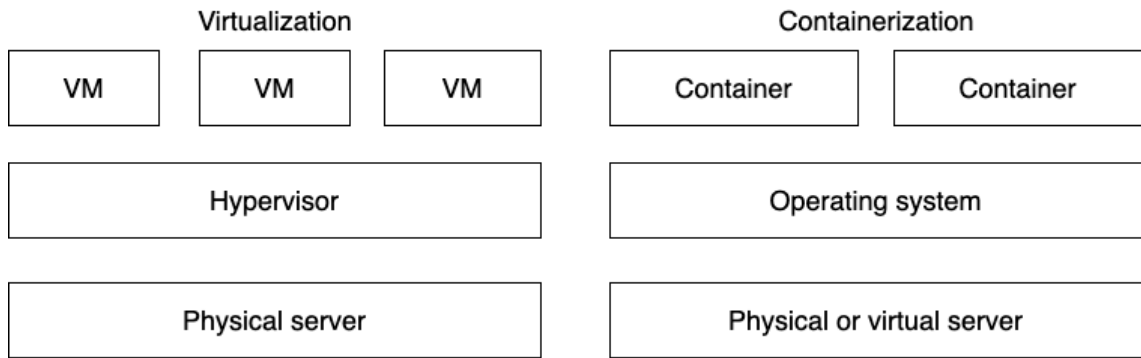 Virtualization
VM
VM
VM
Hypervisor
Physical server
Containerization
Container
Container
Operating system
Physical or virtual server